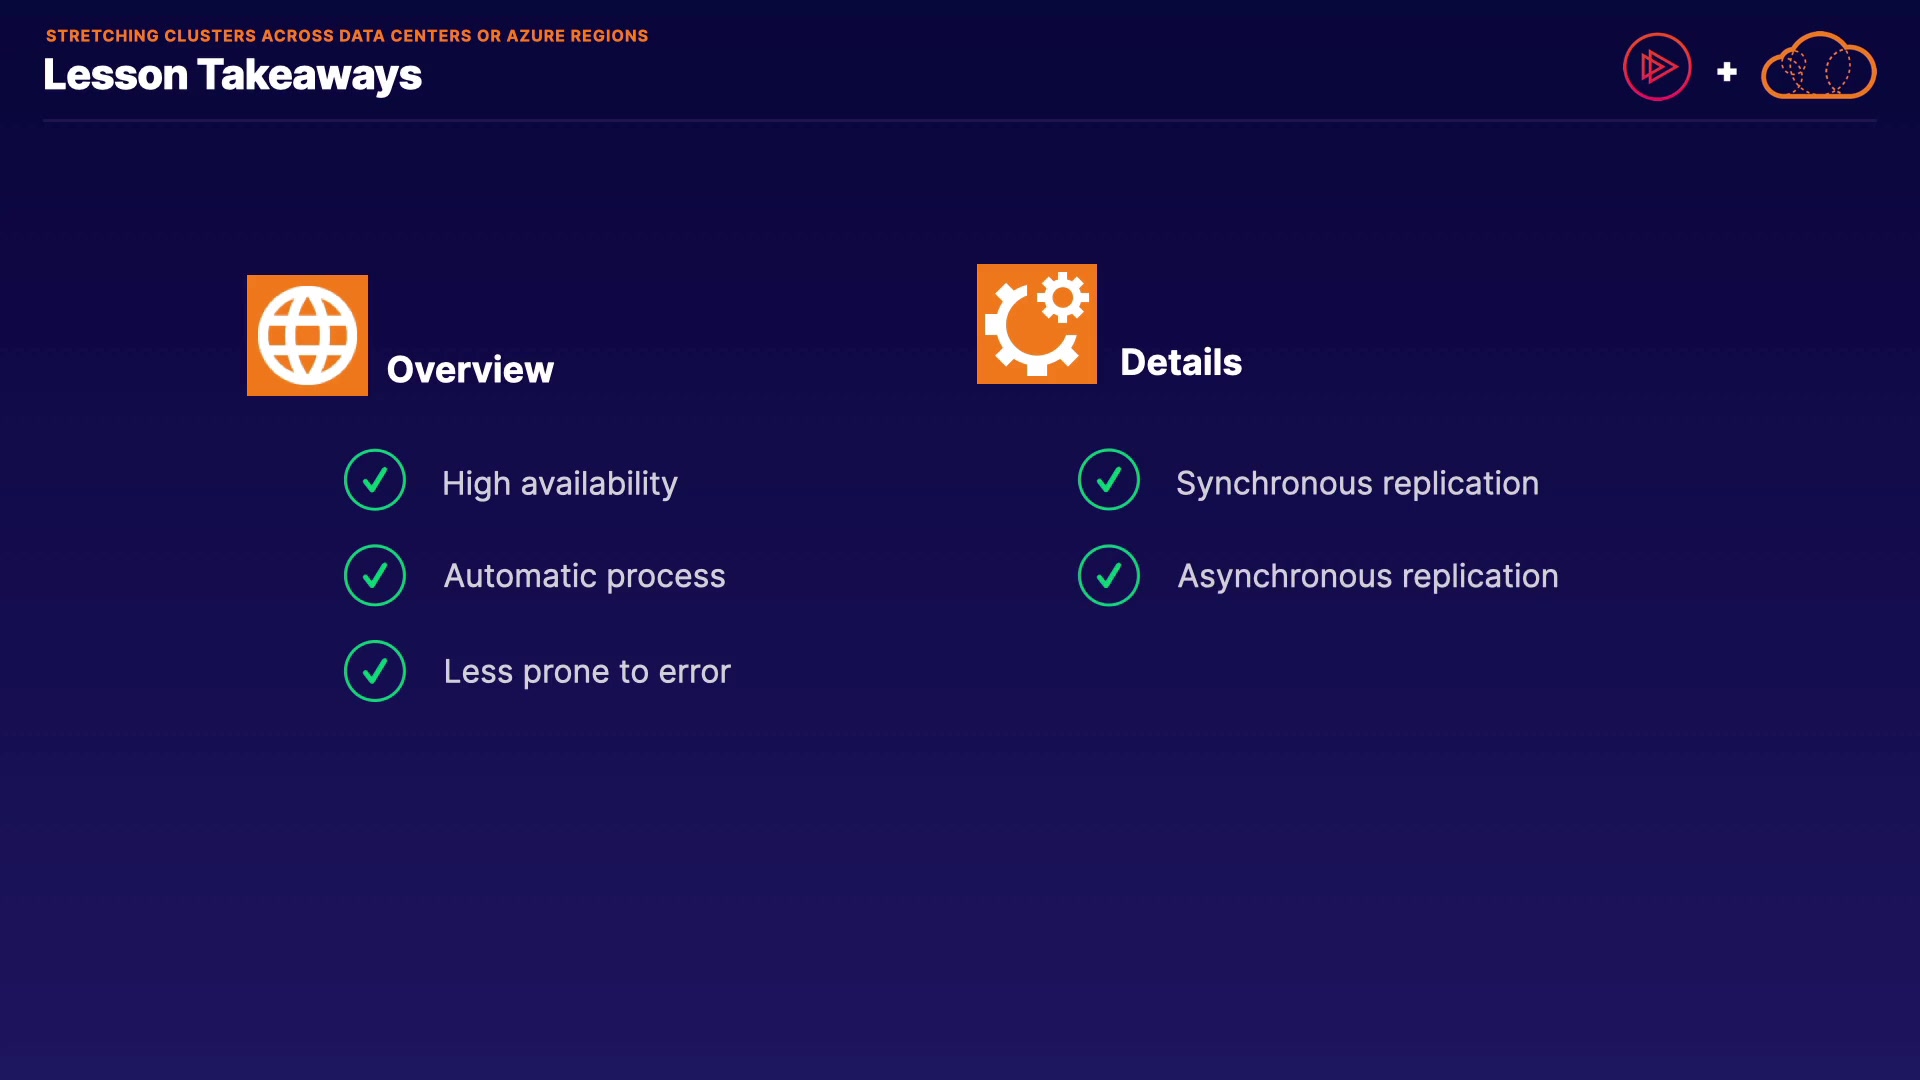 STRETCHING CLUSTERS ACROSS DATA CENTERS OR AZURE REGIONS
Lesson Takeaways
Overview
High availability
Automatic process
Less prone to error
Details
Synchronous replication
Asynchronous replication